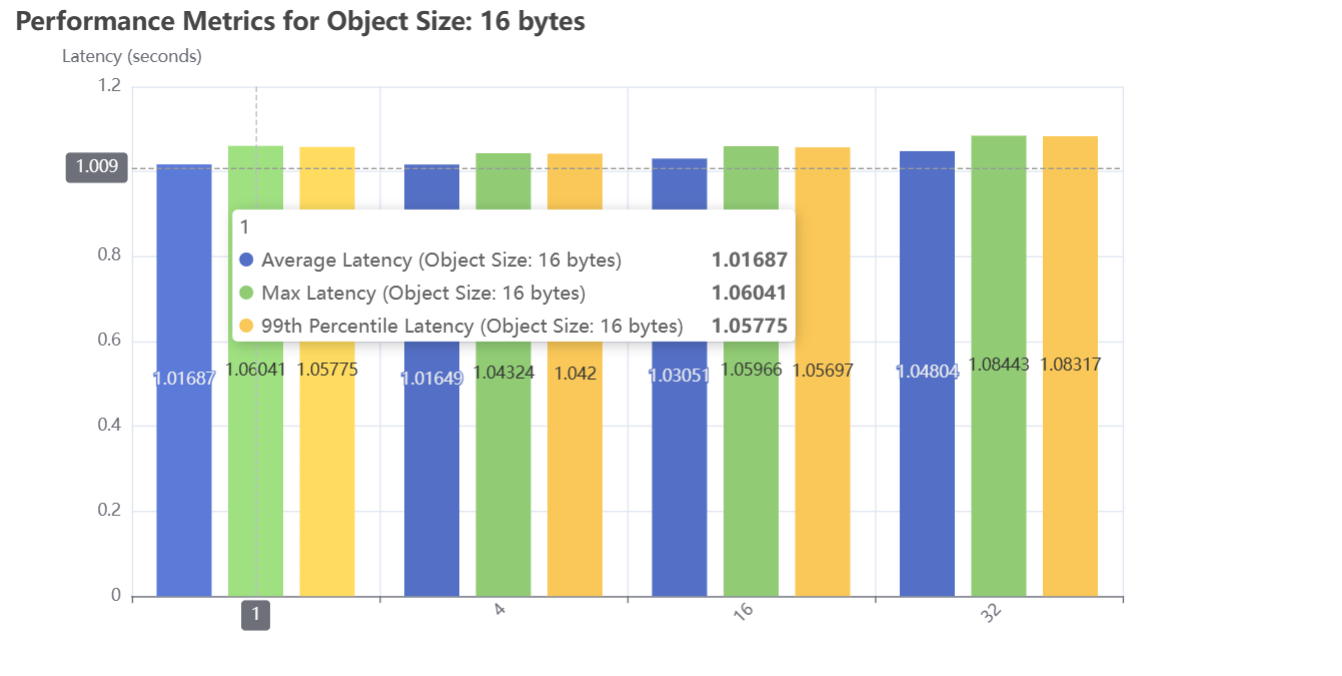 Performance Metrics for Object Size: 16 bytes
Latency (seconds)
1.2
1.009
1
Average Latency (Object Size: 16 bytes) 1.01687
Max Latency (Object Size: 16 bytes) 1.06041
99th Percentile Latency (Object Size: 16 bytes) 1.05775
0.8
0.6
1.01687 1.06041 1.05775 1.01649 1.04324 1.042 1.03051 1.05966 1.05697 1.04804 1.08443 1.08317
0.4
0.2
0
1 4 16 32